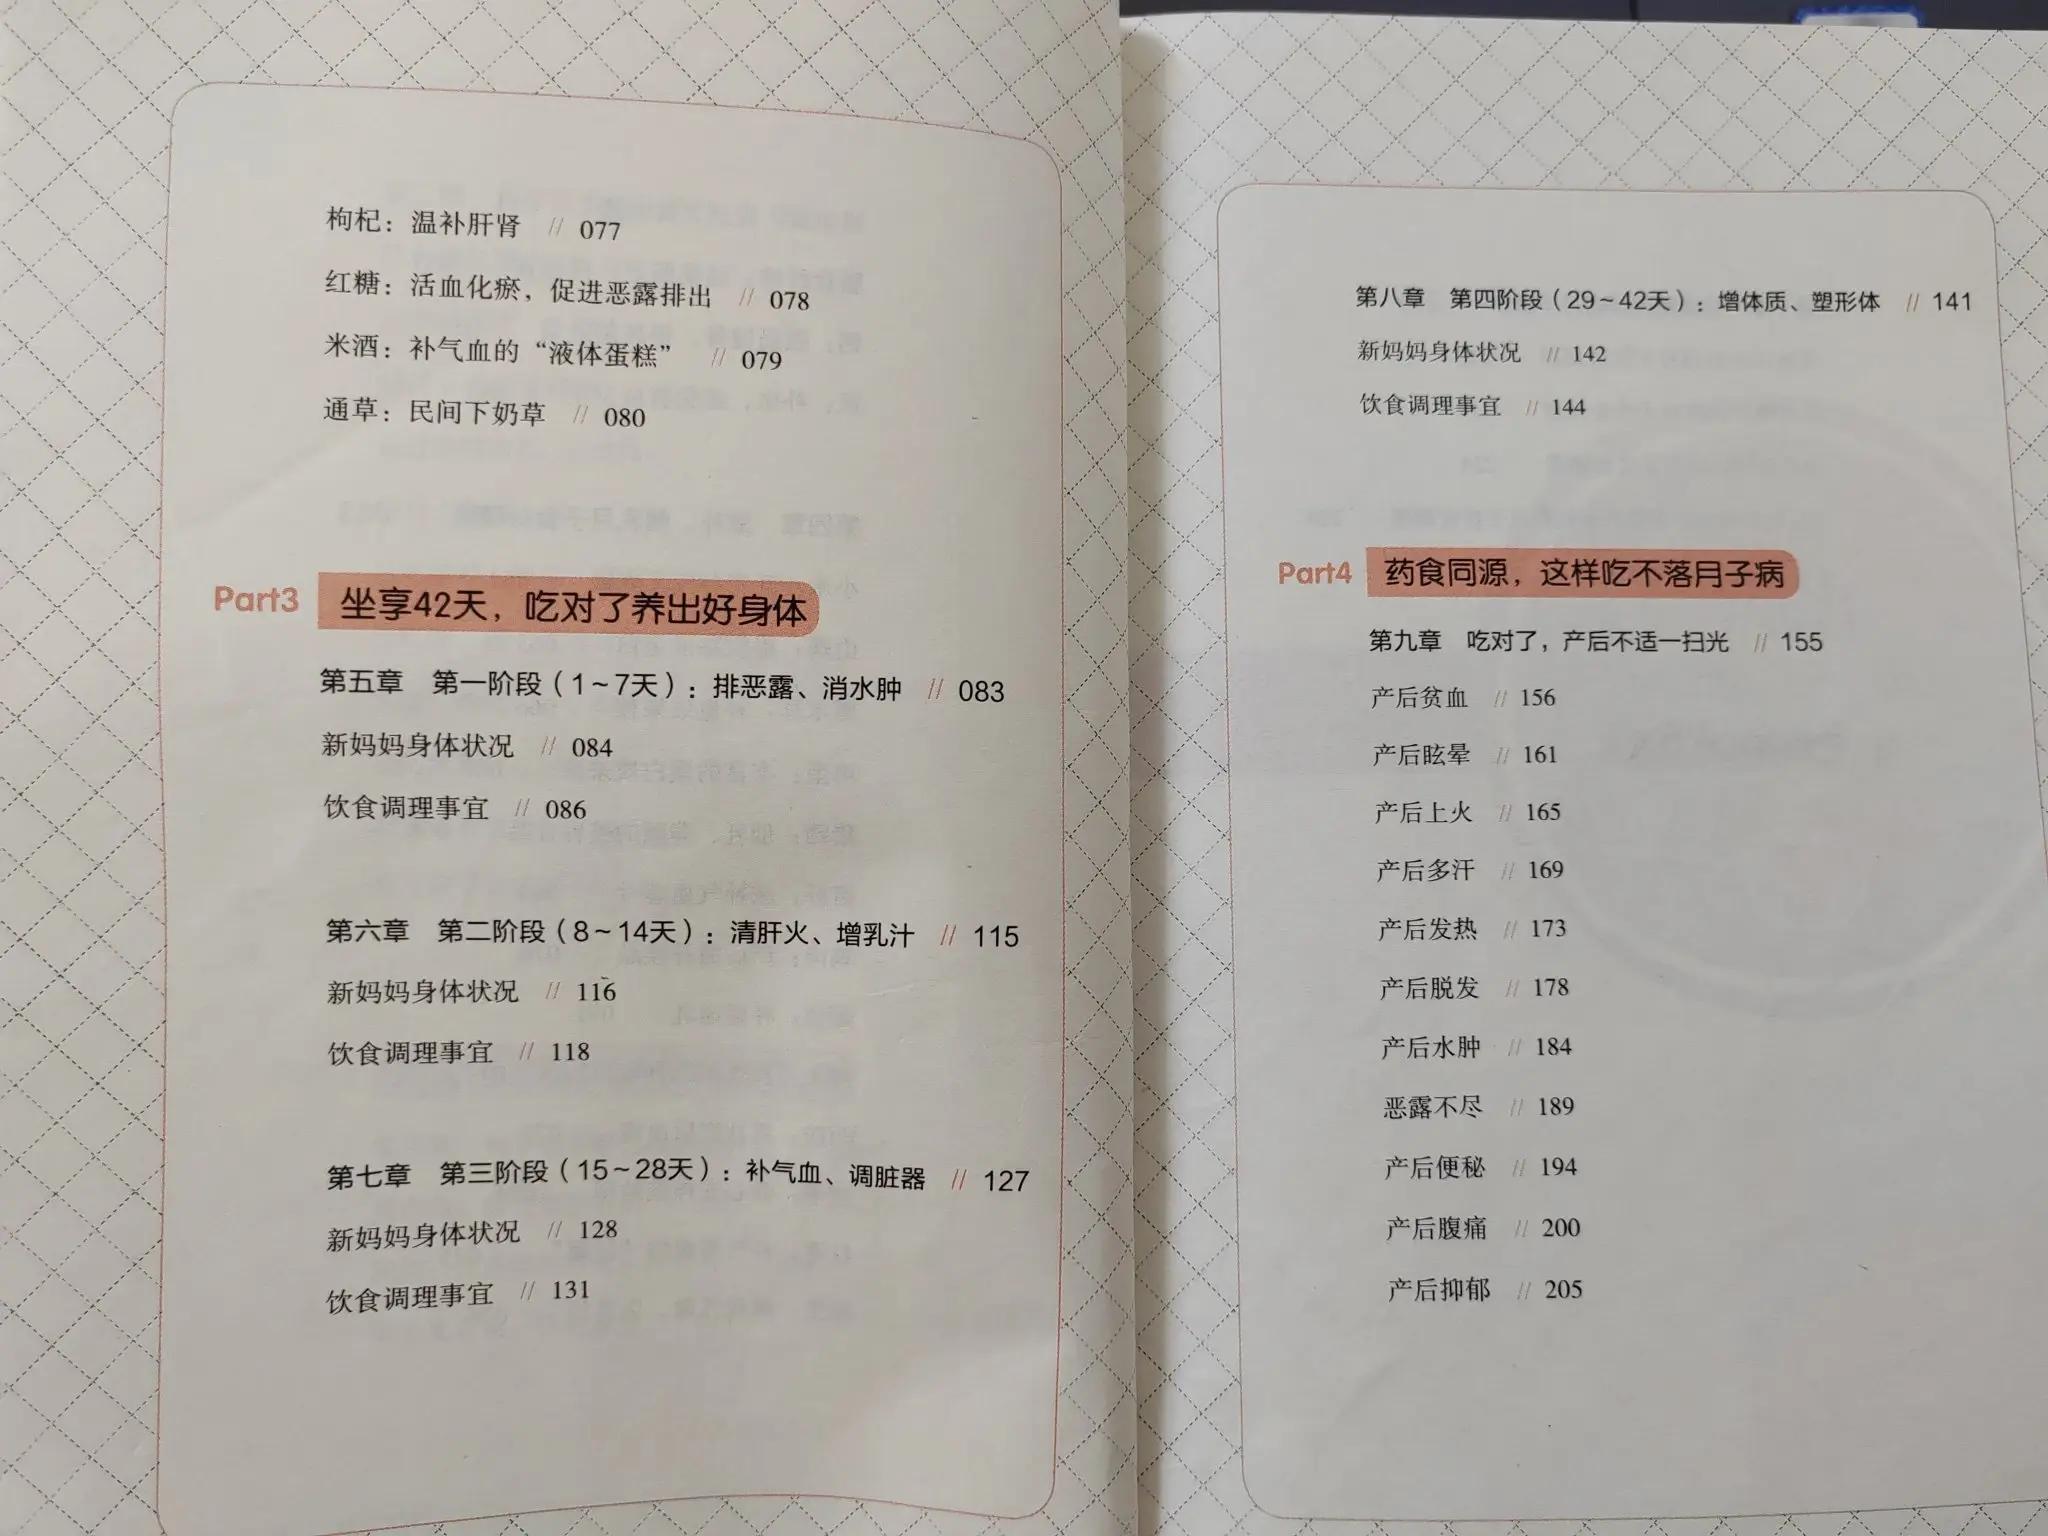 枸杞：温补肝肾 // 077
红糖：活血化瘀，促进恶露排出 // 078
米酒：补气血的“液体蛋糕” // 079
通草：民间下奶草 // 080
Part3 坐享42天，吃对了养出好身体
第五章 第一阶段（1～7天）：排恶露、消水肿 // 083
新妈妈身体状况 // 084
饮食调理事宜 // 086
第六章 第二阶段（8～14天）：清肝火、增乳汁 // 115
新妈妈身体状况 // 116
饮食调理事宜 // 118
第七章 第三阶段（15～28天）：补气血、调脏器 // 127
新妈妈身体状况 // 128
饮食调理事宜 // 131
第八章 第四阶段（29～42天）：增体质、塑形体 // 141
新妈妈身体状况 // 142
饮食调理事宜 // 144
Part4 药食同源，这样吃不落月子病
第九章 吃对了，产后不适一扫光 // 155
产后贫血 // 156
产后眩晕 // 161
产后上火 // 165
产后多汗 // 169
产后发热 // 173
产后脱发 // 178
产后水肿 // 184
恶露不尽 // 189
产后便秘 // 194
产后腹痛 // 200
产后抑郁 // 205